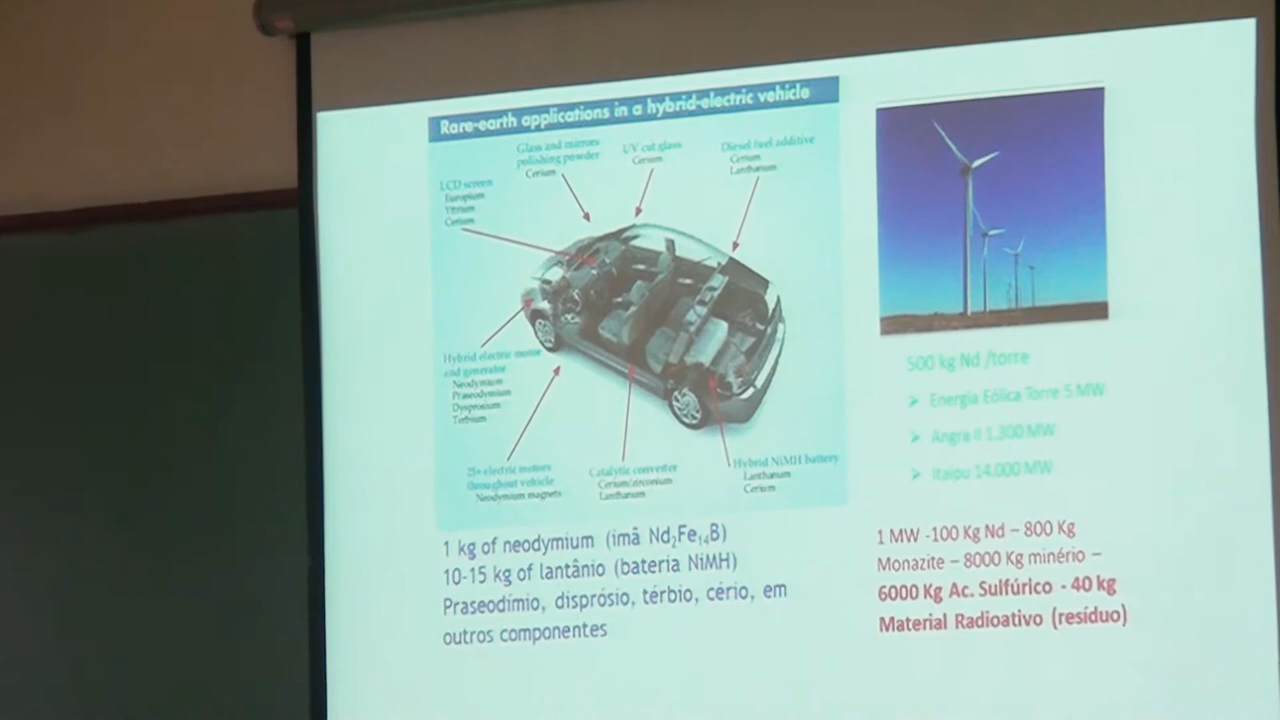 Rare-earth applications in a hybrid-electric vehicle
Glass and mirrors
polishing powder
Cerium
UV cut glass
Cerium
Diesel fuel additive
Cerium
Lanthanum
LCD screen
Europium
Yttrium
Cerium
Hybrid electric motor
and generator
Neodymium
Praseodymium
Dysprosium
Terbium
25+ electric motors
throughout vehicle
Neodymium magnets
Catalytic converter
Cerium/zirconium
Lanthanum
Hybrid NiMH battery
Lanthanum
Cerium
1 kg of neodymium (imã Nd₂Fe₁₄B)
10-15 kg of lantânio (bateria NiMH)
Praseodímio, disprósio, térbio, cério, em
outros componentes
500 kg Nd /torre
➢ Energia Eólica Torre 5 MW
➢ Angra II 1.300 MW
➢ Itaipu 14.000 MW
1 MW -100 Kg Nd – 800 Kg
Monazite – 8000 Kg minério –
6000 Kg Ac. Sulfúrico - 40 kg
Material Radioativo (resíduo)